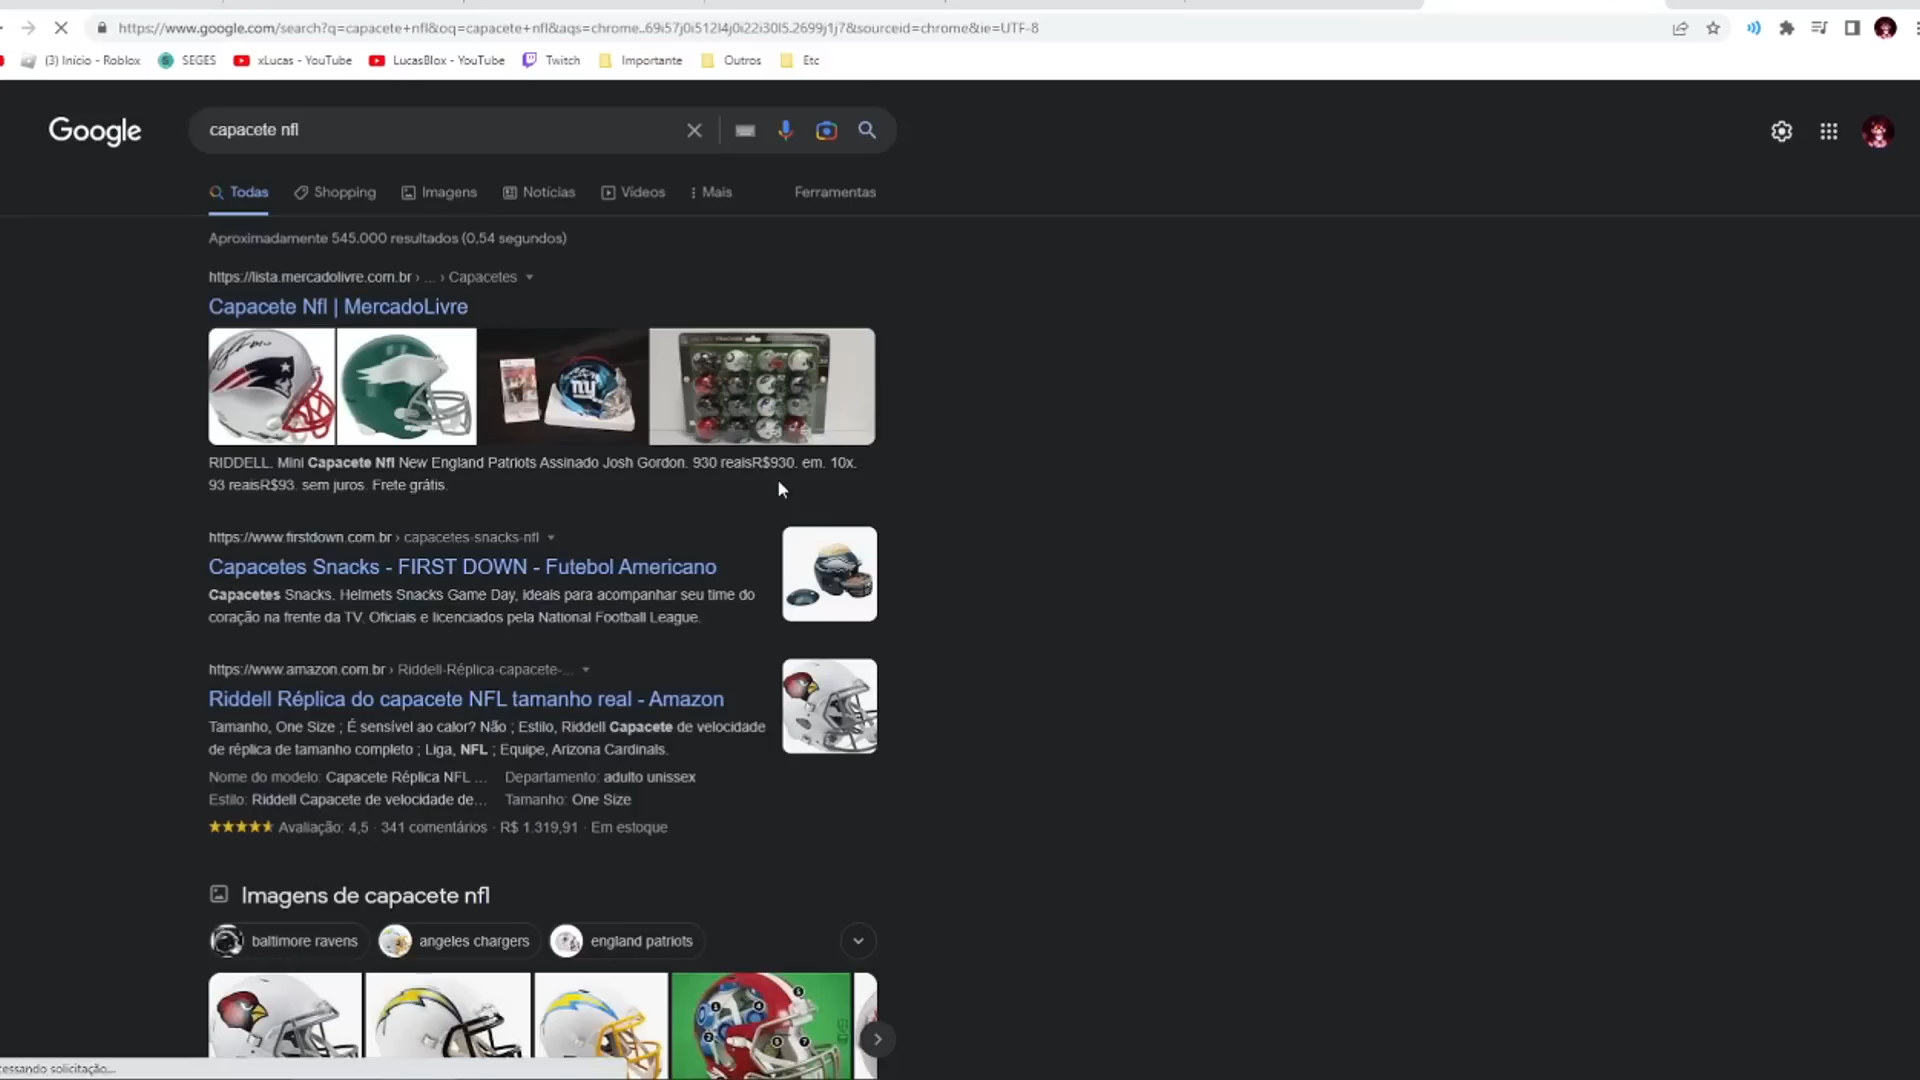 https://www.google.com/search?q=capacete+nfl&oq=capacete+nfl&aqs=chrome..69i57j0i512l4j0i22i30l5.2699j1j7&sourceid=chrome&ie=UTF-8
(3) Início - Roblox SEGES xLucas - YouTube LucasBlox - YouTube Twitch Importante Outros Etc
Google capacete nfl
Todas Shopping Imagens Notícias Vídeos Mais Ferramentas
Aproximadamente 545.000 resultados (0,54 segundos)
https://lista.mercadolivre.com.br › ... › Capacetes
Capacete Nfl | MercadoLivre
ny
RIDDELL. Mini Capacete Nfl New England Patriots Assinado Josh Gordon. 930 reaisR$930. em. 10x.
93 reaisR$93. sem juros. Frete grátis.
https://www.firstdown.com.br › capacetes-snacks-nfl
Capacetes Snacks - FIRST DOWN - Futebol Americano
Capacetes Snacks. Helmets Snacks Game Day, ideais para acompanhar seu time do
coração na frente da TV. Oficiais e licenciados pela National Football League.
https://www.amazon.com.br › Riddell-Réplica-capacete-...
Riddell Réplica do capacete NFL tamanho real - Amazon
Tamanho, One Size ; É sensível ao calor? Não ; Estilo, Riddell Capacete de velocidade
de réplica de tamanho completo ; Liga, NFL ; Equipe, Arizona Cardinals.
Nome do modelo: Capacete Réplica NFL ... Departamento: adulto unissex
Estilo: Riddell Capacete de velocidade de... Tamanho: One Size
Avaliação: 4,5 · 341 comentários · R$ 1.319,91 · Em estoque
Imagens de capacete nfl
baltimore ravens angeles chargers england patriots
cessando solicitação...